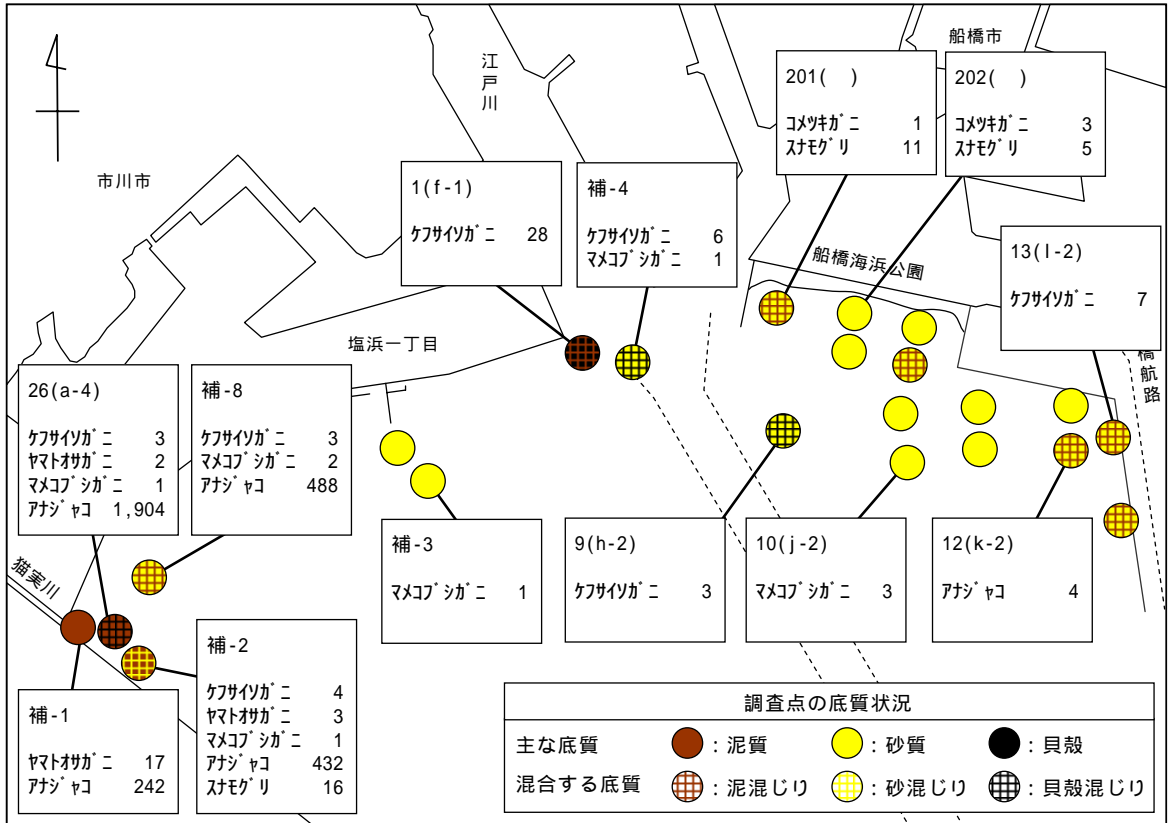 船橋市
江戸川
市川市
201( )
コメツキガニ 1
スナモグリ 11
202( )
コメツキガニ 3
スナモグリ 5
1(f-1)
ケフサイソガニ 28
補-4
ケフサイソガニ 6
マメコブシガニ 1
船橋海浜公園
13(l-2)
ケフサイソガニ 7
橋航路
塩浜一丁目
26(a-4)
ケフサイソガニ 3
ヤマトオサガニ 2
マメコブシガニ 1
アナジャコ 1,904
補-8
ケフサイソガニ 3
マメコブシガニ 2
アナジャコ 488
補-3
マメコブシガニ 1
9(h-2)
ケフサイソガニ 3
10(j-2)
マメコブシガニ 3
12(k-2)
アナジャコ 4
猫実川
補-1
ヤマトオサガニ 17
アナジャコ 242
補-2
ケフサイソガニ 4
ヤマトオサガニ 3
マメコブシガニ 1
アナジャコ 432
スナモグリ 16
調査点の底質状況
主な底質 :泥質 :砂質 :貝殻
混合する底質 :泥混じり :砂混じり :貝殻混じり